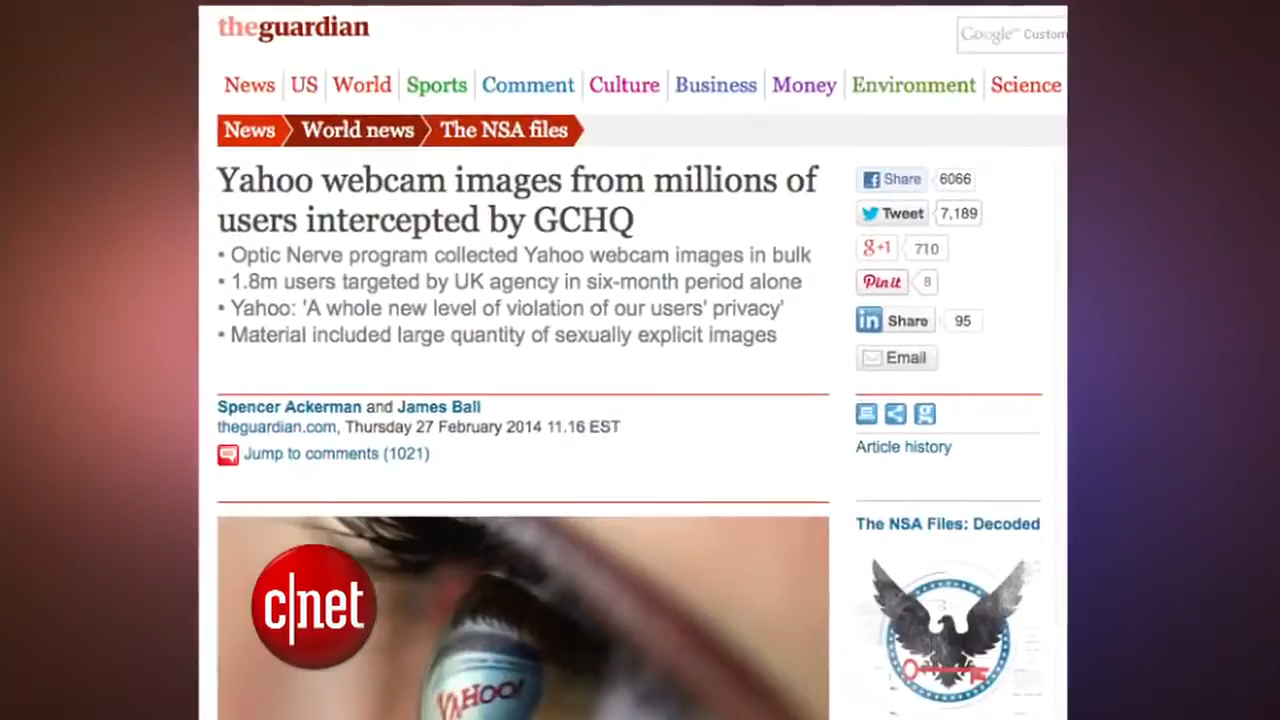 theguardian
Google™ Custom
News US World Sports Comment Culture Business Money Environment Science
News World news The NSA files
Yahoo webcam images from millions of
users intercepted by GCHQ
• Optic Nerve program collected Yahoo webcam images in bulk
• 1.8m users targeted by UK agency in six-month period alone
• Yahoo: 'A whole new level of violation of our users' privacy'
• Material included large quantity of sexually explicit images
Share 6066
Tweet 7,189
g+1 710
Pin it 8
in Share 95
Email
Spencer Ackerman and James Ball
theguardian.com, Thursday 27 February 2014 11.16 EST
Jump to comments (1021)
Article history
The NSA Files: Decoded
c|net
YAHOO!